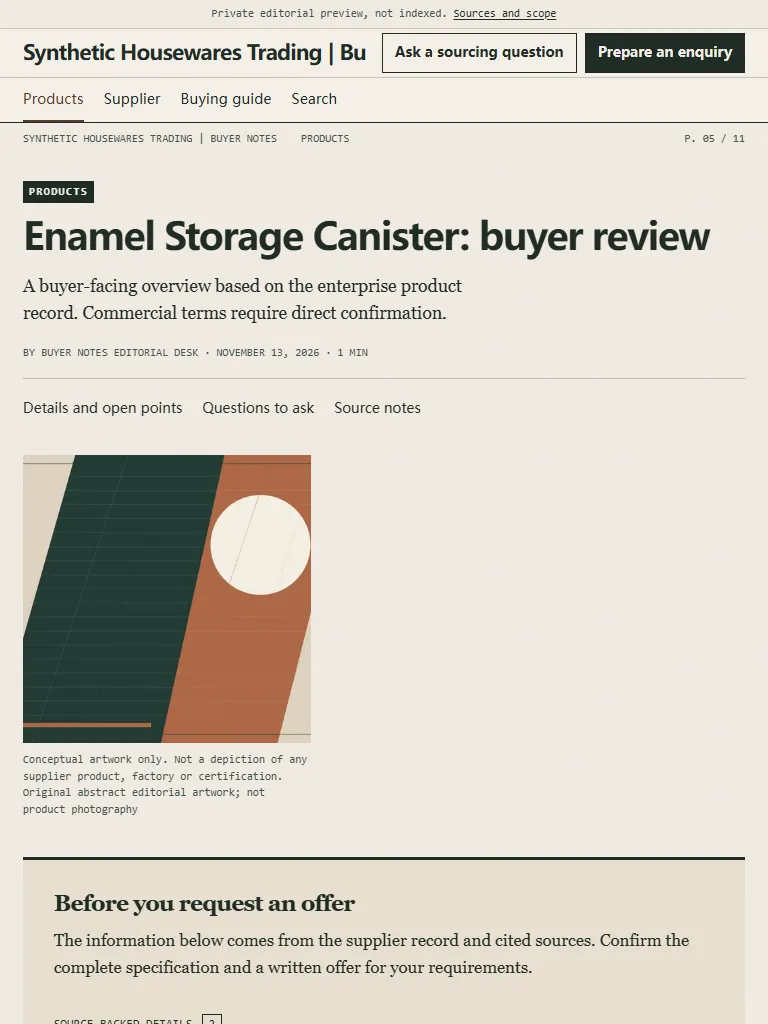 Private editorial preview, not indexed. Sources and scope
Synthetic Housewares Trading | Bu
Ask a sourcing question
Prepare an enquiry
Products
Supplier
Buying guide
Search
SYNTHETIC HOUSEWARES TRADING | BUYER NOTES
PRODUCTS
P. 05 / 11
PRODUCTS
Enamel Storage Canister: buyer review
A buyer-facing overview based on the enterprise product
record. Commercial terms require direct confirmation.
BY BUYER NOTES EDITORIAL DESK · NOVEMBER 13, 2026 · 1 MIN
Details and open points
Questions to ask
Source notes
Conceptual artwork only. Not a depiction of any
supplier product, factory or certification.
Original abstract editorial artwork; not
product photography
Before you request an offer
The information below comes from the supplier record and cited sources. Confirm the
complete specification and a written offer for your requirements.
SOURCE-BACKED DETAILS